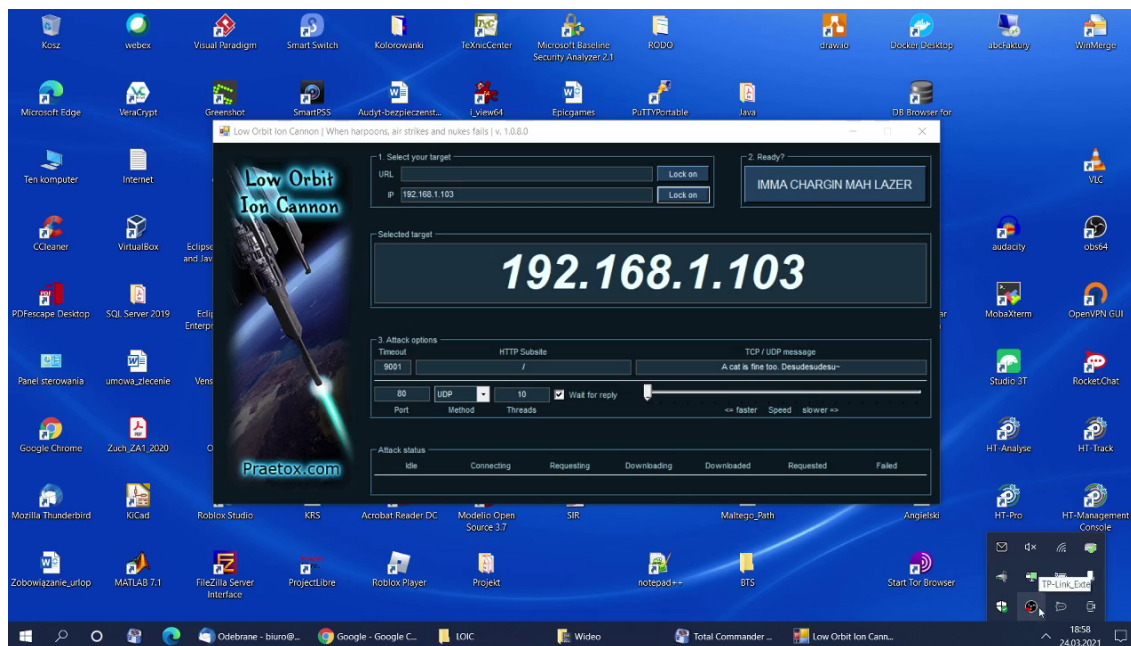 Kosz
webex
Visual Paradigm
Smart Switch
Kolorowanki
TeXnicCenter
Microsoft Baseline
Security Analyzer 2.1
RODO
draw.io
Docker Desktop
abcFaktury
WinMerge
Microsoft Edge
VeraCrypt
Greenshot
SmartPSS
Audyt-bezpieczenst...
i_view64
Epicgames
PuTTYPortable
Java
DB Browser for
Low Orbit Ion Cannon | When harpoons, air strikes and nukes fails | v. 1.0.8.0
Low Orbit
Ion Cannon
Praetox.com
1. Select your target
URL
Lock on
IP
192.168.1.103
Lock on
2. Ready?
IMMA CHARGIN MAH LAZER
Selected target
192.168.1.103
3. Attack options
Timeout
HTTP Subsite
TCP / UDP message
9001
/
A cat is fine too. Desudesudesu~
80
UDP
10
Wait for reply
Port
Method
Threads
<= faster Speed slower =>
Attack status
Idle
Connecting
Requesting
Downloading
Downloaded
Requested
Failed
Ten komputer
Internet
VLC
CCleaner
VirtualBox
Eclipse
and Jav
audacity
obs64
PDFescape Desktop
SQL Server 2019
Ecli
Enterpr
ar
MobaXterm
OpenVPN GUI
Panel sterowania
umowa_zlecenie
Vens
Studio 3T
Rocket.Chat
Google Chrome
Zuch_ZA1_2020
HT-Analyse
HT-Track
Mozilla Thunderbird
KiCad
Roblox Studio
KRS
Acrobat Reader DC
Modelio Open
Source 3.7
SIR
Maltego_Path
Angielski
HT-Pro
HT-Management
Console
Zobowiązanie_urlop
MATLAB 7.1
FileZilla Server
Interface
ProjectLibre
Roblox Player
Projekt
notepad++
BTS
Start Tor Browser
TP-Link_Exte
Odebrane - biuro@...
Google - Google C...
LOIC
Wideo
Total Commander ...
Low Orbit Ion Cann...
18:58
24.03.2021